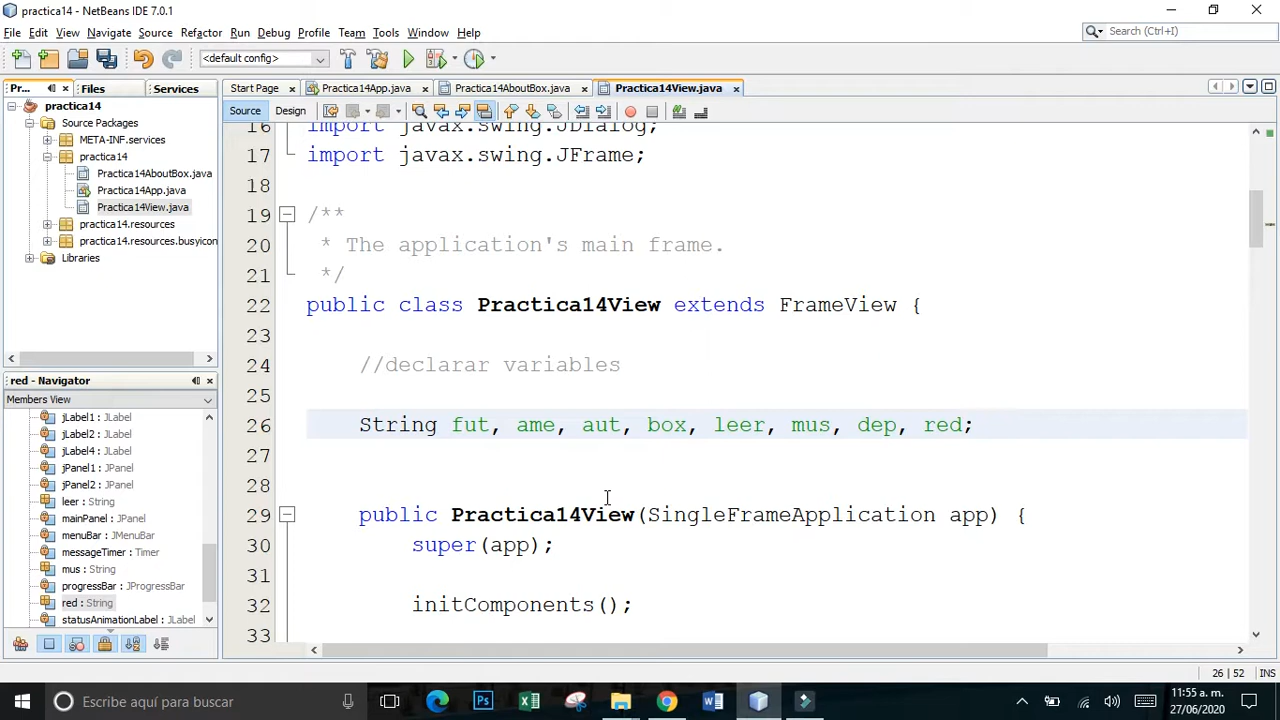 practica14 - NetBeans IDE 7.0.1
File Edit View Navigate Source Refactor Run Debug Profile Team Tools Window Help
Search (Ctrl+I)
<default config>
Pr... Files Services
Start Page Practica14App.java Practica14AboutBox.java Practica14View.java
Source Design
practica14
Source Packages
META-INF.services
practica14
Practica14AboutBox.java
Practica14App.java
Practica14View.java
practica14.resources
practica14.resources.busyicon
Libraries
red - Navigator
Members View
jLabel1 : JLabel
jLabel2 : JLabel
jLabel4 : JLabel
jPanel1 : JPanel
jPanel2 : JPanel
leer : String
mainPanel : JPanel
menuBar : JMenuBar
messageTimer : Timer
mus : String
progressBar : JProgressBar
red : String
statusAnimationLabel : JLabel
16 import javax.swing.JDialog;
17 import javax.swing.JFrame;
18
19 /**
20 * The application's main frame.
21 */
22 public class Practica14View extends FrameView {
23
24 //declarar variables
25
26 String fut, ame, aut, box, leer, mus, dep, red;
27
28
29 public Practica14View(SingleFrameApplication app) {
30 super(app);
31
32 initComponents();
33
26 | 52 INS
Escribe aquí para buscar
11:55 a. m.
27/06/2020